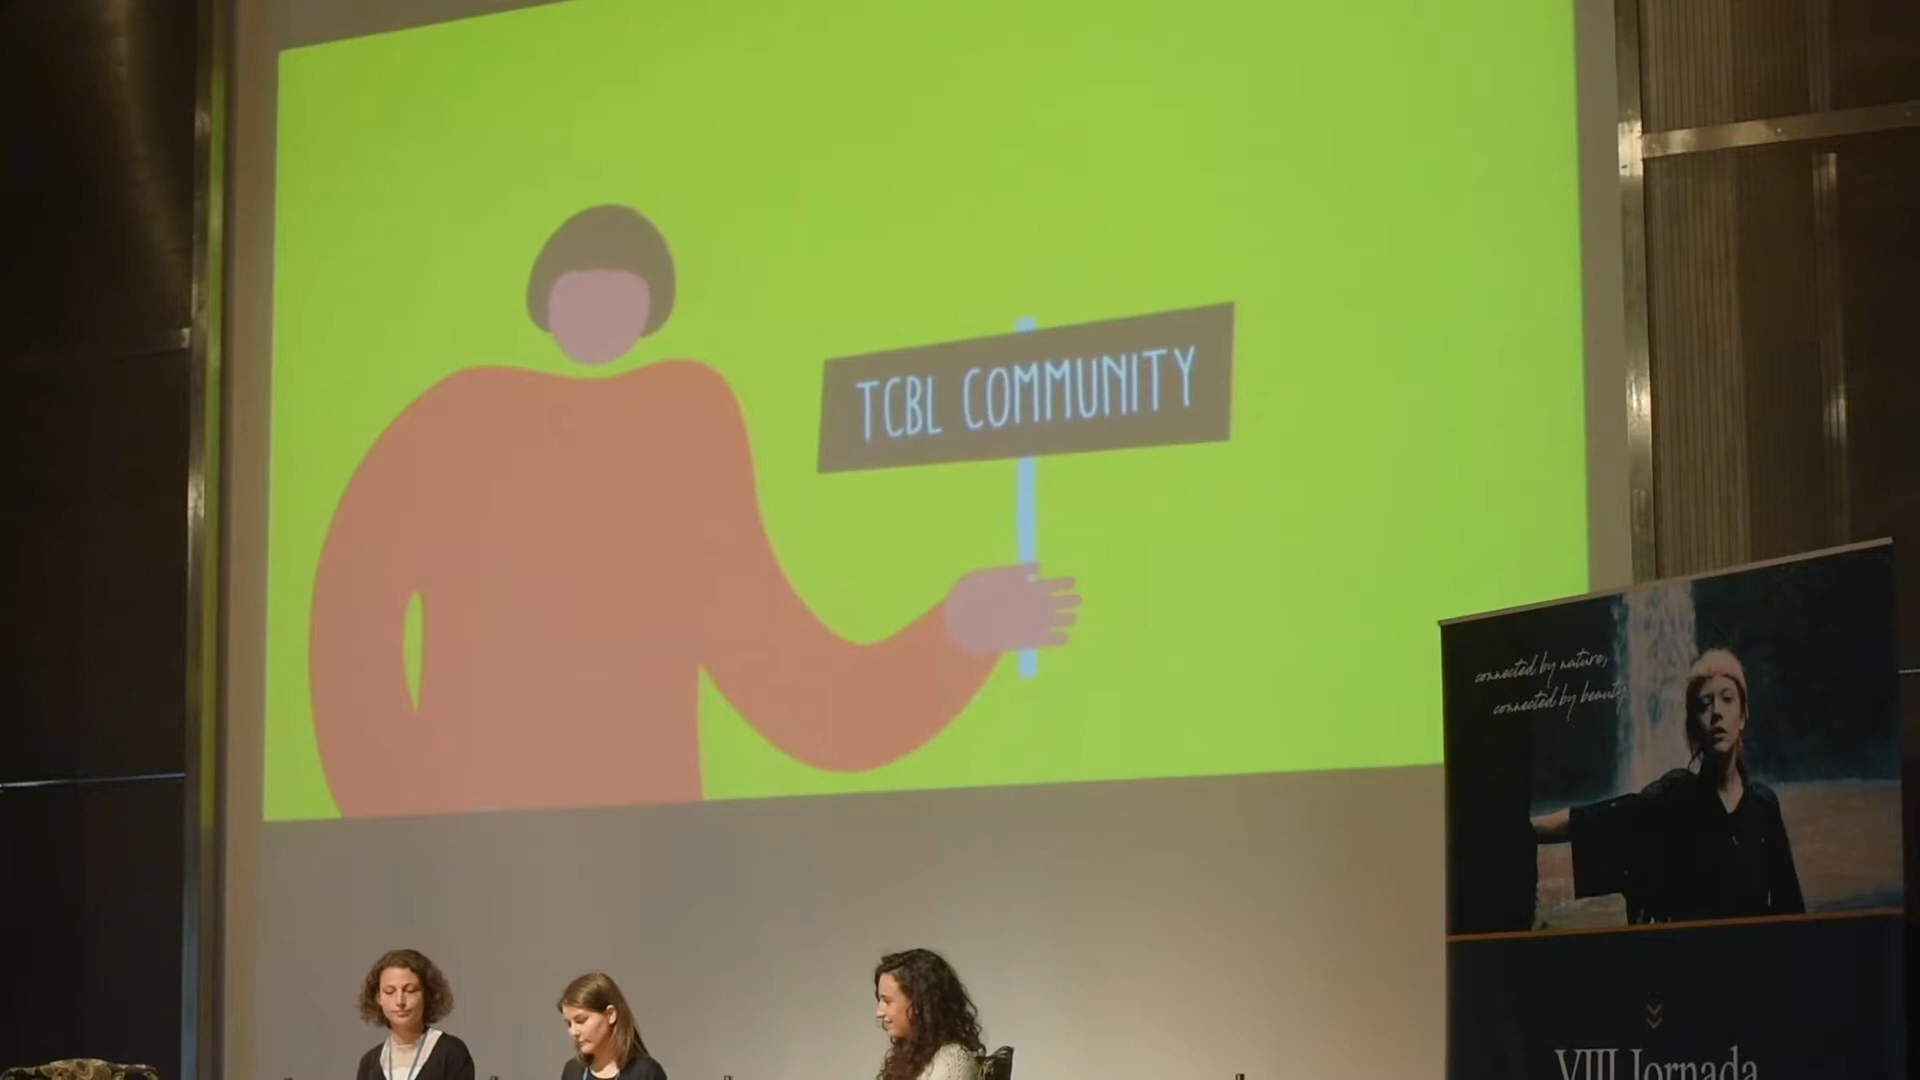 TCBL COMMUNITY
connected by nature,
connected by beauty
VIII Jornada